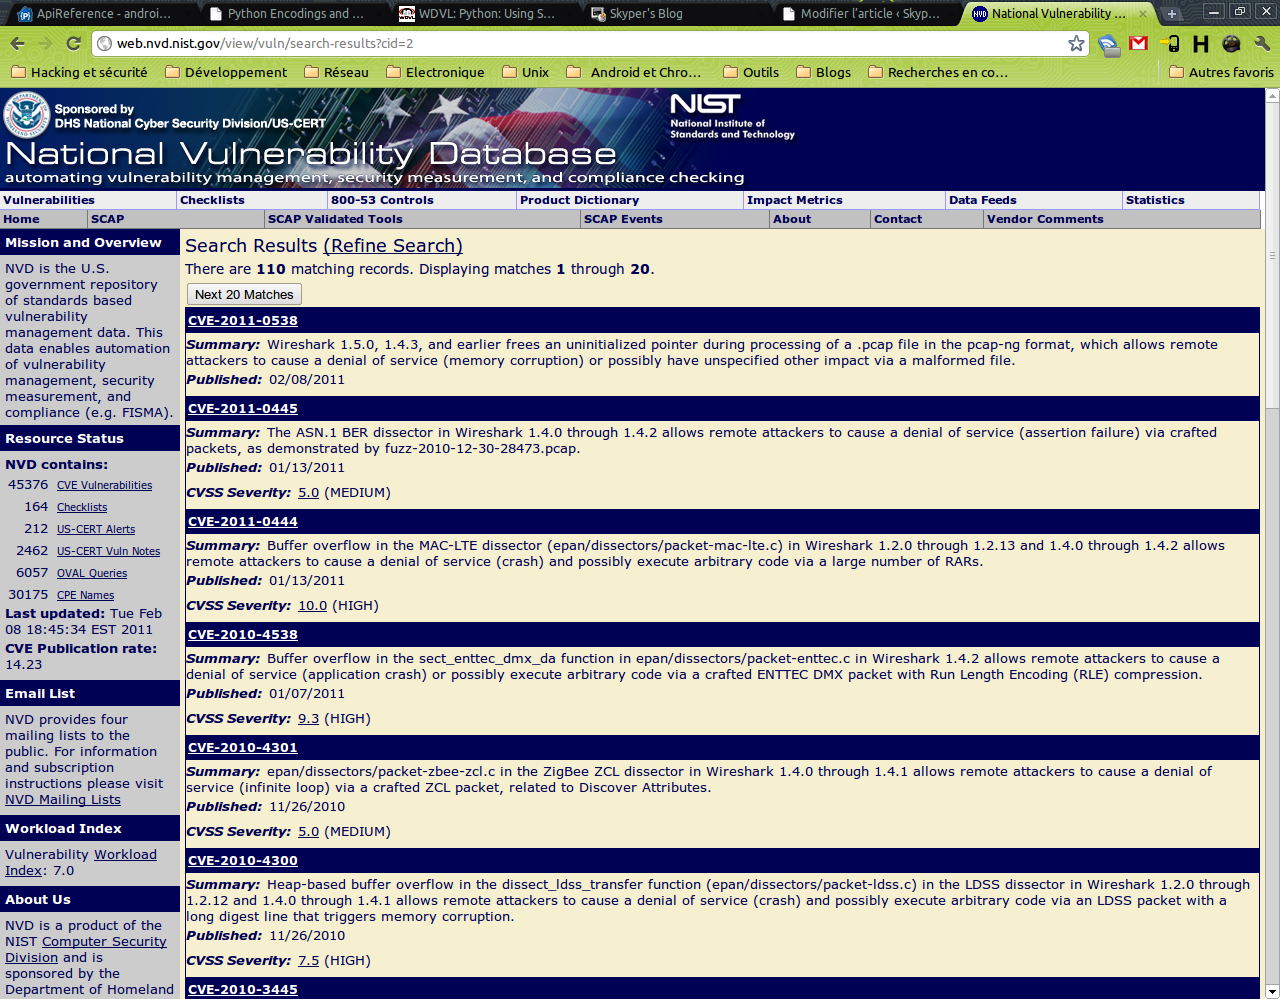 ApiReference - androi...
Python Encodings and ...
WDVL: Python: Using S...
Skyper's Blog
Modifier l'article ‹ Skyp...
National Vulnerability ...
web.nvd.nist.gov/view/vuln/search-results?cid=2
Hacking et sécurité
Développement
Réseau
Electronique
Unix
Android et Chro...
Outils
Blogs
Recherches en co...
Autres favoris
Sponsored by
DHS National Cyber Security Division/US-CERT
NIST
National Institute of
Standards and Technology
National Vulnerability Database
automating vulnerability management, security measurement, and compliance checking
Vulnerabilities
Checklists
800-53 Controls
Product Dictionary
Impact Metrics
Data Feeds
Statistics
Home
SCAP
SCAP Validated Tools
SCAP Events
About
Contact
Vendor Comments
Mission and Overview
NVD is the U.S.
government repository
of standards based
vulnerability
management data. This
data enables automation
of vulnerability
management, security
measurement, and
compliance (e.g. FISMA).
Resource Status
NVD contains:
45376 CVE Vulnerabilities
164 Checklists
212 US-CERT Alerts
2462 US-CERT Vuln Notes
6057 OVAL Queries
30175 CPE Names
Last updated: Tue Feb
08 18:45:34 EST 2011
CVE Publication rate:
14.23
Email List
NVD provides four
mailing lists to the
public. For information
and subscription
instructions please visit
NVD Mailing Lists
Workload Index
Vulnerability Workload
Index: 7.0
About Us
NVD is a product of the
NIST Computer Security
Division and is
sponsored by the
Department of Homeland
Search Results (Refine Search)
There are 110 matching records. Displaying matches 1 through 20.
Next 20 Matches
CVE-2011-0538
Summary: Wireshark 1.5.0, 1.4.3, and earlier frees an uninitialized pointer during processing of a .pcap file in the pcap-ng format, which allows remote
attackers to cause a denial of service (memory corruption) or possibly have unspecified other impact via a malformed file.
Published: 02/08/2011
CVE-2011-0445
Summary: The ASN.1 BER dissector in Wireshark 1.4.0 through 1.4.2 allows remote attackers to cause a denial of service (assertion failure) via crafted
packets, as demonstrated by fuzz-2010-12-30-28473.pcap.
Published: 01/13/2011
CVSS Severity: 5.0 (MEDIUM)
CVE-2011-0444
Summary: Buffer overflow in the MAC-LTE dissector (epan/dissectors/packet-mac-lte.c) in Wireshark 1.2.0 through 1.2.13 and 1.4.0 through 1.4.2 allows
remote attackers to cause a denial of service (crash) and possibly execute arbitrary code via a large number of RARs.
Published: 01/13/2011
CVSS Severity: 10.0 (HIGH)
CVE-2010-4538
Summary: Buffer overflow in the sect_enttec_dmx_da function in epan/dissectors/packet-enttec.c in Wireshark 1.4.2 allows remote attackers to cause a
denial of service (application crash) or possibly execute arbitrary code via a crafted ENTTEC DMX packet with Run Length Encoding (RLE) compression.
Published: 01/07/2011
CVSS Severity: 9.3 (HIGH)
CVE-2010-4301
Summary: epan/dissectors/packet-zbee-zcl.c in the ZigBee ZCL dissector in Wireshark 1.4.0 through 1.4.1 allows remote attackers to cause a denial of
service (infinite loop) via a crafted ZCL packet, related to Discover Attributes.
Published: 11/26/2010
CVSS Severity: 5.0 (MEDIUM)
CVE-2010-4300
Summary: Heap-based buffer overflow in the dissect_ldss_transfer function (epan/dissectors/packet-ldss.c) in the LDSS dissector in Wireshark 1.2.0 through
1.2.12 and 1.4.0 through 1.4.1 allows remote attackers to cause a denial of service (crash) and possibly execute arbitrary code via an LDSS packet with a
long digest line that triggers memory corruption.
Published: 11/26/2010
CVSS Severity: 7.5 (HIGH)
CVE-2010-3445